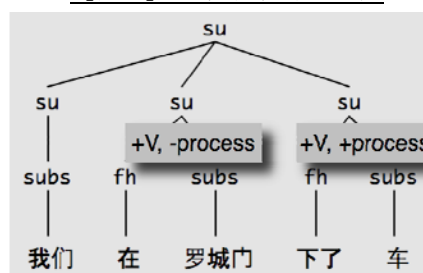 su
su su su
+V, -process +V, +process
subs fh subs fh subs
我们 在 罗城门 下了 车